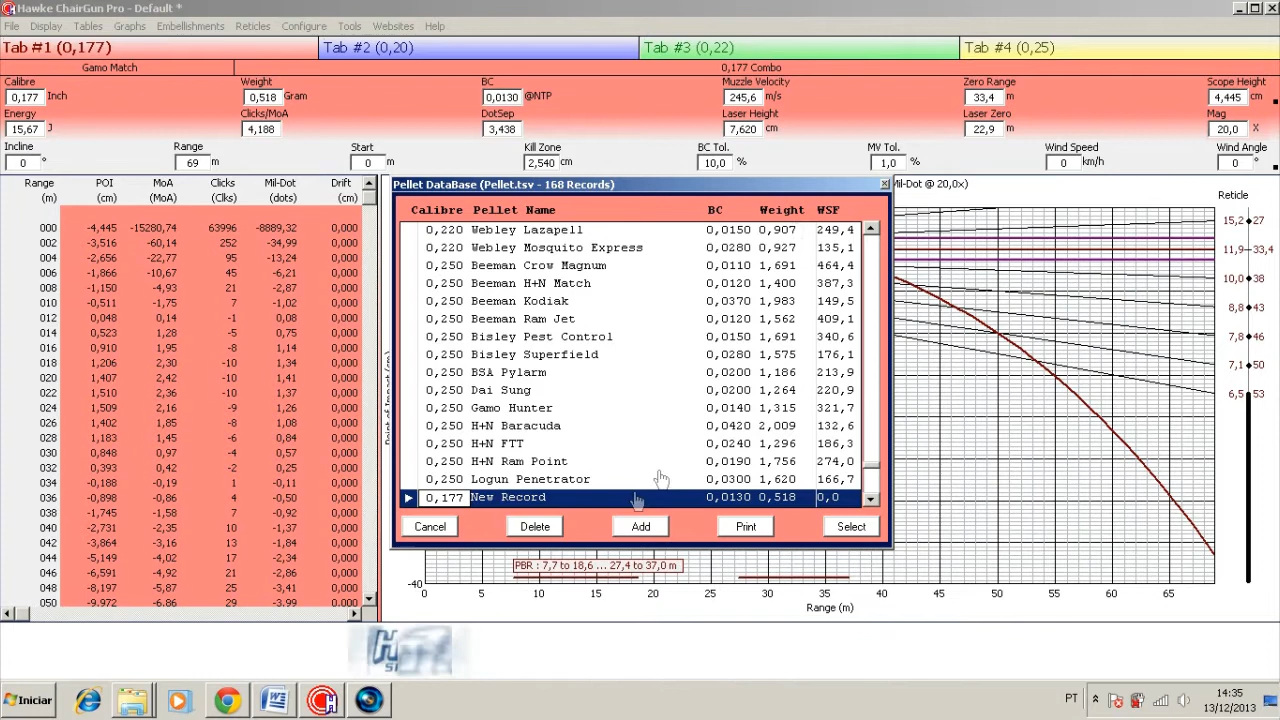 Hawke ChairGun Pro - Default *
File Display Tables Graphs Embellishments Reticles Configure Tools Websites Help
Tab #1 (0,177) Tab #2 (0,20) Tab #3 (0,22) Tab #4 (0,25)
Gamo Match 0,177 Combo
Calibre Weight BC Muzzle Velocity Zero Range Scope Height
0,177 Inch 0,518 Gram 0,0130 @NTP 245,6 m/s 33,4 m 4,445 cm
Energy Clicks/MoA DotSep Laser Height Laser Zero Mag
15,67 J 4,188 3,438 7,620 cm 22,9 m 20,0 X
Incline Range Start Kill Zone BC Tol. MV Tol. Wind Speed Wind Angle
0 ° 69 m 0 m 2,540 cm 10,0 % 1,0 % 0 km/h 0 °
Range POI MoA Clicks Mil-Dot Drift
(m) (cm) (MoA) (Clks) (dots) (cm)
000 -4,445 -15280,74 63996 -8889,32 0,000
002 -3,516 -60,14 252 -34,99 0,000
004 -2,656 -22,77 95 -13,24 0,000
006 -1,866 -10,67 45 -6,21 0,000
008 -1,150 -4,93 21 -2,87 0,000
010 -0,511 -1,75 7 -1,02 0,000
012 0,048 0,14 -1 0,08 0,000
014 0,523 1,28 -5 0,75 0,000
016 0,910 1,95 -8 1,14 0,000
018 1,206 2,30 -10 1,34 0,000
020 1,407 2,42 -10 1,41 0,000
022 1,510 2,36 -10 1,37 0,000
024 1,509 2,16 -9 1,26 0,000
026 1,402 1,85 -8 1,08 0,000
028 1,183 1,45 -6 0,84 0,000
030 0,849 0,97 -4 0,57 0,000
032 0,393 0,42 -2 0,25 0,000
034 -0,188 -0,19 1 -0,11 0,000
036 -0,898 -0,86 4 -0,50 0,000
038 -1,745 -1,58 7 -0,92 0,000
040 -2,731 -2,35 10 -1,37 0,000
042 -3,863 -3,16 13 -1,84 0,000
044 -5,149 -4,02 17 -2,34 0,000
046 -6,591 -4,92 21 -2,86 0,000
048 -8,197 -5,87 25 -3,41 0,000
050 -9,972 -6,86 29 -3,99 0,000
Pellet DataBase (Pellet.tsv - 168 Records)
Calibre Pellet Name BC Weight WSF
0,220 Webley Lazapell 0,0150 0,907 249,4
0,220 Webley Mosquito Express 0,0280 0,927 135,1
0,250 Beeman Crow Magnum 0,0110 1,691 464,4
0,250 Beeman H+N Match 0,0120 1,400 387,3
0,250 Beeman Kodiak 0,0370 1,983 149,5
0,250 Beeman Ram Jet 0,0120 1,562 409,1
0,250 Bisley Pest Control 0,0150 1,691 340,6
0,250 Bisley Superfield 0,0280 1,575 176,1
0,250 BSA Pylarm 0,0200 1,186 213,9
0,250 Dai Sung 0,0200 1,264 220,9
0,250 Gamo Hunter 0,0140 1,315 321,7
0,250 H+N Baracuda 0,0420 2,009 132,6
0,250 H+N FTT 0,0240 1,296 186,3
0,250 H+N Ram Point 0,0190 1,756 274,0
0,250 Logun Penetrator 0,0300 1,620 166,7
0,177 New Record 0,0130 0,518 0,0
Cancel Delete Add Print Select
Mil-Dot @ 20,0x)
Reticle
15,2 27
11,9 33,4
10,0 38
8,8 43
7,8 46
7,1 50
6,5 53
PBR : 7,7 to 18,6 ... 27,4 to 37,0 m
-40
0 5 10 15 20 25 30 35 40 45 50 55 60 65
Range (m)
Iniciar PT 14:35
13/12/2013